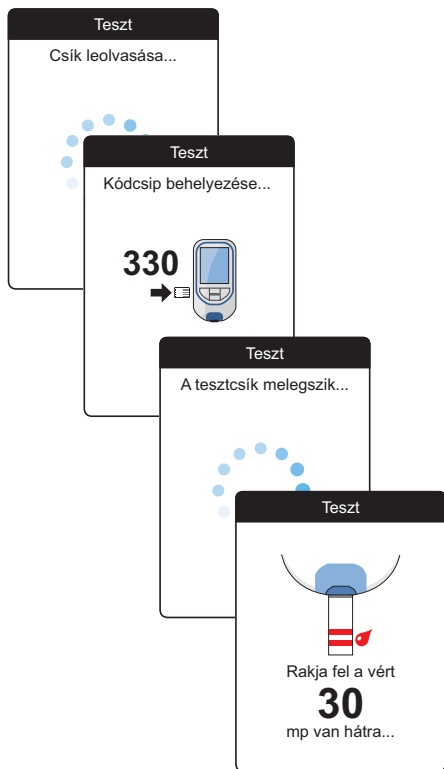 Teszt
Csík leolvasása...
Teszt
Kódcsip behelyezése...
330
Teszt
A tesztcsík melegszik...
Teszt
Rakja fel a vért
30
mp van hátra...